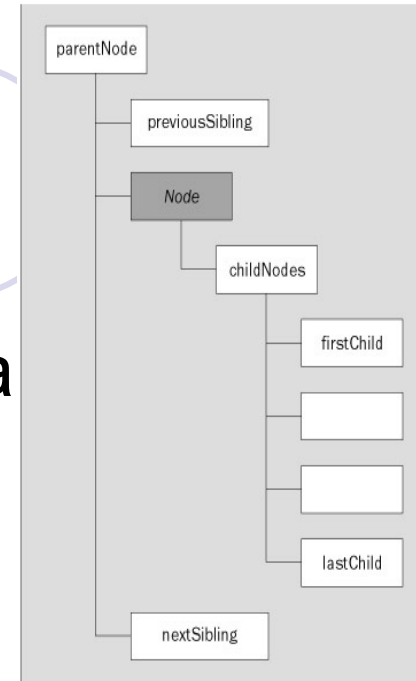 parentNode
previousSibling
Node
childNodes
firstChild
a
lastChild
nextSibling